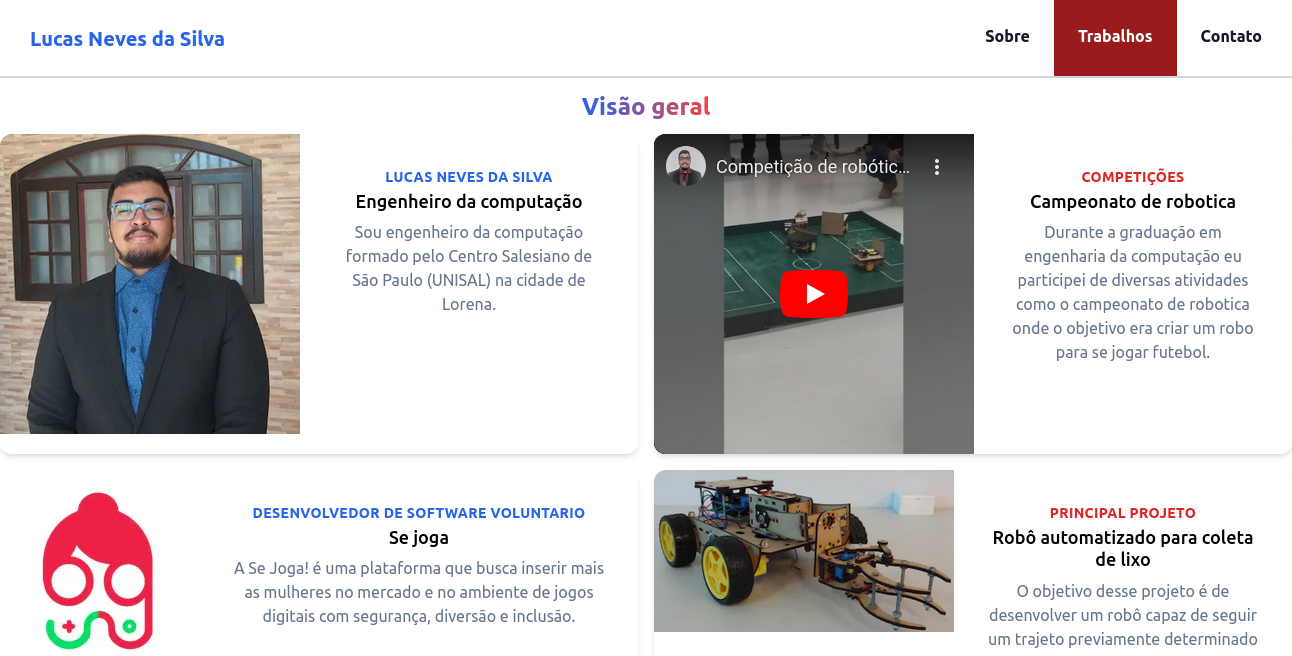 Lucas Neves da Silva
Sobre
Trabalhos
Contato
Visão geral
LUCAS NEVES DA SILVA
Engenheiro da computação
Sou engenheiro da computação
formado pelo Centro Salesiano de
São Paulo (UNISAL) na cidade de
Lorena.
Competição de robótic...
COMPETIÇÕES
Campeonato de robotica
Durante a graduação em
engenharia da computação eu
participei de diversas atividades
como o campeonato de robotica
onde o objetivo era criar um robo
para se jogar futebol.
DESENVOLVEDOR DE SOFTWARE VOLUNTARIO
Se joga
A Se Joga! é uma plataforma que busca inserir mais
as mulheres no mercado e no ambiente de jogos
digitais com segurança, diversão e inclusão.
PRINCIPAL PROJETO
Robô automatizado para coleta
de lixo
O objetivo desse projeto é de
desenvolver um robô capaz de seguir
um trajeto previamente determinado